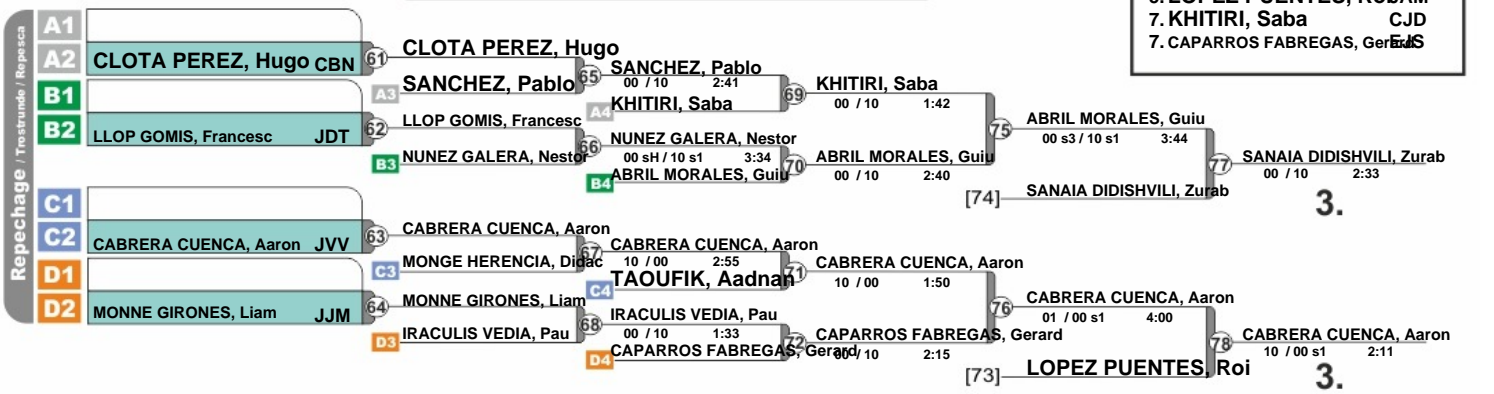 5. LOPEZ PUENTES, Roi JAM
7. KHITIRI, Saba CJD
7. CAPARROS FABREGAS, Gerard EJS
Repechage / Trostrunde / Repesca
A1
A2 CLOTA PEREZ, Hugo CBN
B1
B2 LLOP GOMIS, Francesc JDT
C1
C2 CABRERA CUENCA, Aaron JVV
D1
D2 MONNE GIRONES, Liam JJM
61 CLOTA PEREZ, Hugo
A3 SANCHEZ, Pablo
62 LLOP GOMIS, Francesc
B3 NUNEZ GALERA, Nestor
63 CABRERA CUENCA, Aaron
C3 MONGE HERENCIA, Didac
64 MONNE GIRONES, Liam
D3 IRACULIS VEDIA, Pau
65 SANCHEZ, Pablo
00 / 10 2:41
A4 KHITIRI, Saba
66 NUNEZ GALERA, Nestor
00 sH / 10 s1 3:34
B4 ABRIL MORALES, Guiu
67 CABRERA CUENCA, Aaron
10 / 00 2:55
C4 TAOUFIK, Aadnan
68 IRACULIS VEDIA, Pau
00 / 10 1:33
D4 CAPARROS FABREGAS, Gerard
69 KHITIRI, Saba
00 / 10 1:42
70 ABRIL MORALES, Guiu
00 / 10 2:40
71 CABRERA CUENCA, Aaron
10 / 00 1:50
72 CAPARROS FABREGAS, Gerard
00 / 10 2:15
75 ABRIL MORALES, Guiu
00 s3 / 10 s1 3:44
[74] SANAIA DIDISHVILI, Zurab
76 CABRERA CUENCA, Aaron
01 / 00 s1 4:00
[73] LOPEZ PUENTES, Roi
77 SANAIA DIDISHVILI, Zurab
00 / 10 2:33
3.
78 CABRERA CUENCA, Aaron
10 / 00 s1 2:11
3.